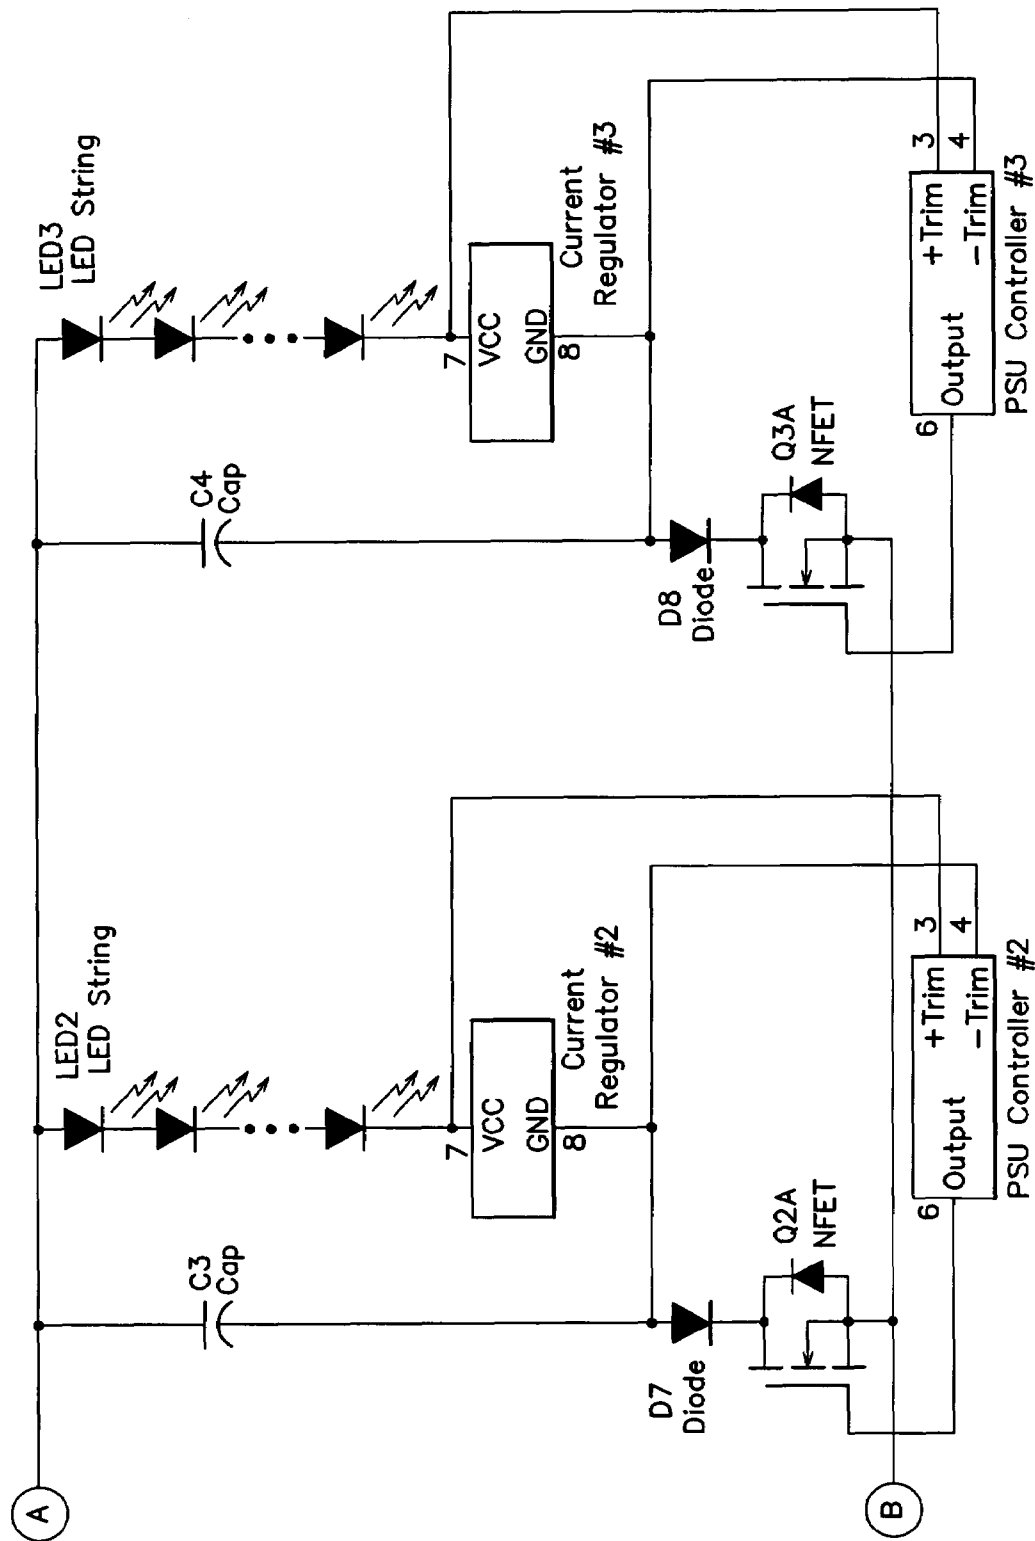 A
B
C3
Cap
LED2
LED String
7
VCC
GND
8
Current
Regulator #2
D7
Diode
Q2A
NFET
6
Output
+Trim
-Trim
3
4
PSU Controller #2
C4
Cap
LED3
LED String
7
VCC
GND
8
Current
Regulator #3
D8
Diode
Q3A
NFET
6
Output
+Trim
-Trim
3
4
PSU Controller #3